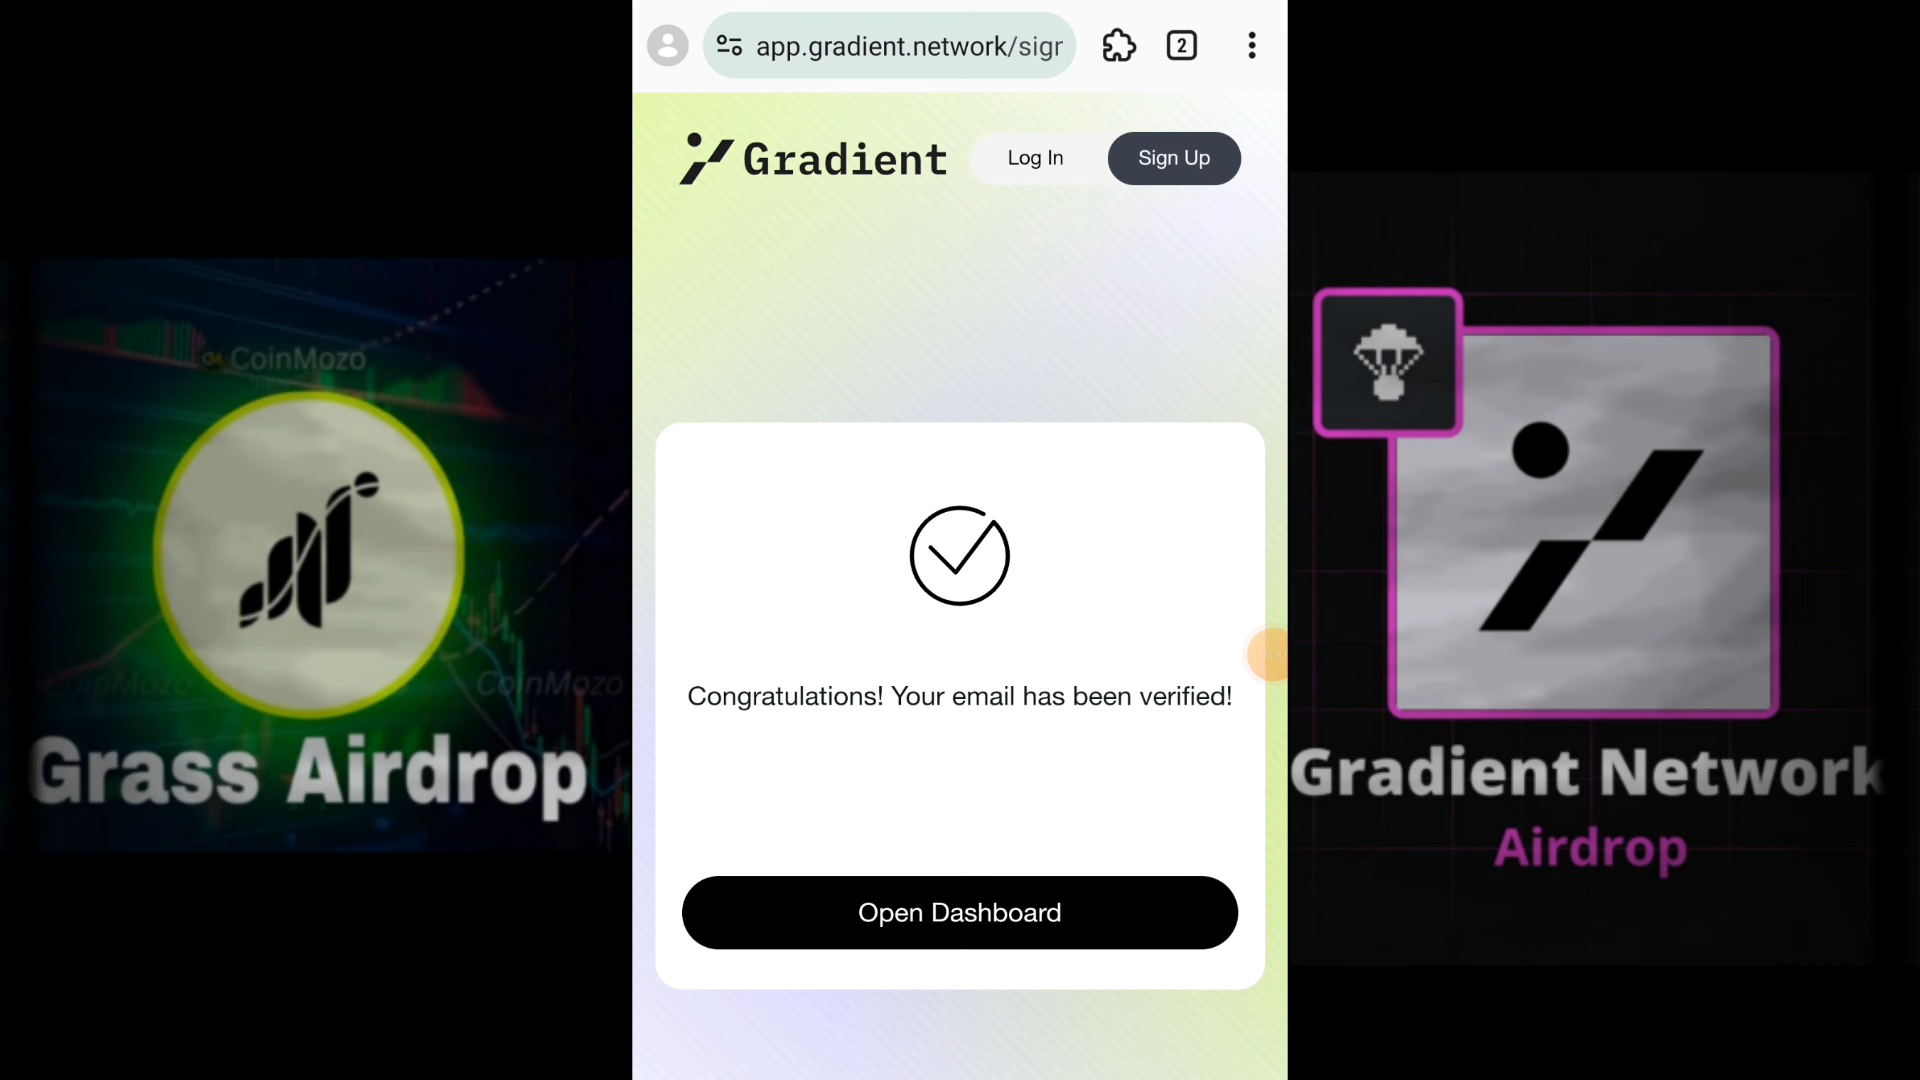 app.gradient.network/sigr
2
Gradient
Log In
Sign Up
Congratulations! Your email has been verified!
Open Dashboard
CoinMozo
CoinMozo
Grass Airdrop
Gradient Network
Airdrop